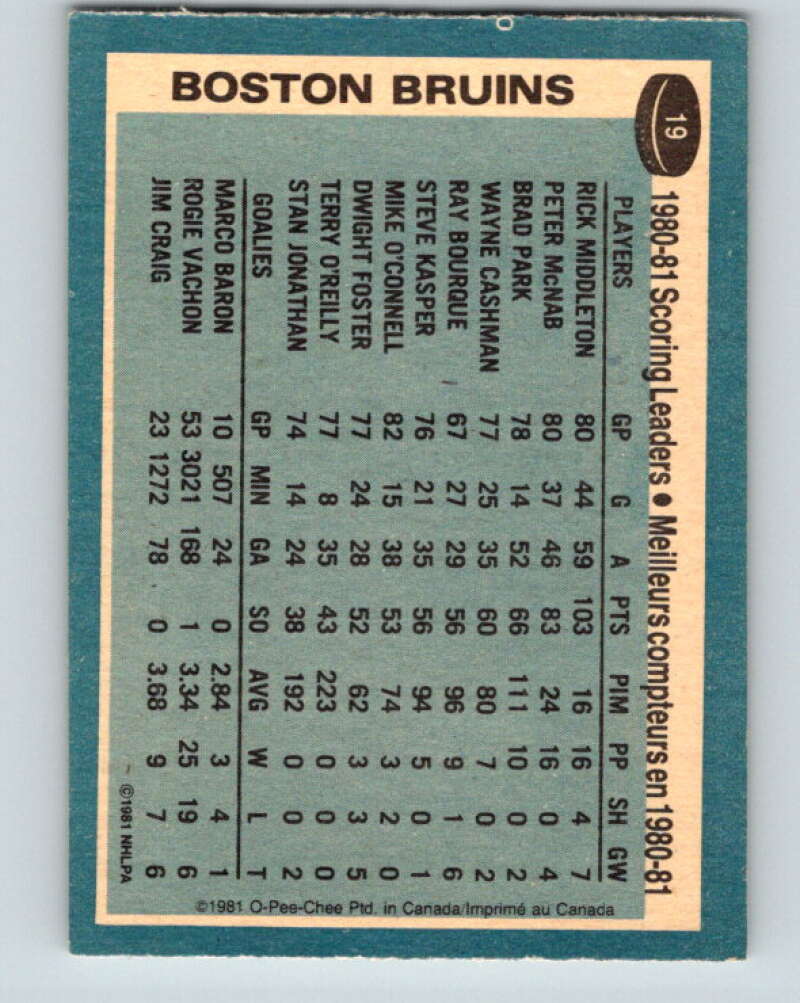 BOSTON BRUINS
19
1980-81 Scoring Leaders • Meilleurs compteurs en 1980-81
PLAYERS GP G A PTS PIM PP SH GW
RICK MIDDLETON 80 44 59 103 16 16 4 7
PETER McNAB 80 37 46 83 24 16 0 4
BRAD PARK 78 14 52 66 111 10 0 2
WAYNE CASHMAN 77 25 35 60 80 7 0 2
RAY BOURQUE 67 27 29 56 96 9 1 6
STEVE KASPER 76 21 35 56 94 5 0 1
MIKE O'CONNELL 82 15 38 53 74 3 2 0
DWIGHT FOSTER 77 24 28 52 62 3 3 5
TERRY O'REILLY 77 8 35 43 223 0 0 0
STAN JONATHAN 74 14 24 38 192 0 0 2
GOALIES GP MIN GA SO AVG W L T
MARCO BARON 10 507 24 0 2.84 3 4 1
ROGIE VACHON 53 3021 168 1 3.34 25 19 6
JIM CRAIG 23 1272 78 0 3.68 9 7 6
©1981 NHLPA
©1981 O-Pee-Chee Ptd. in Canada/Imprimé au Canada